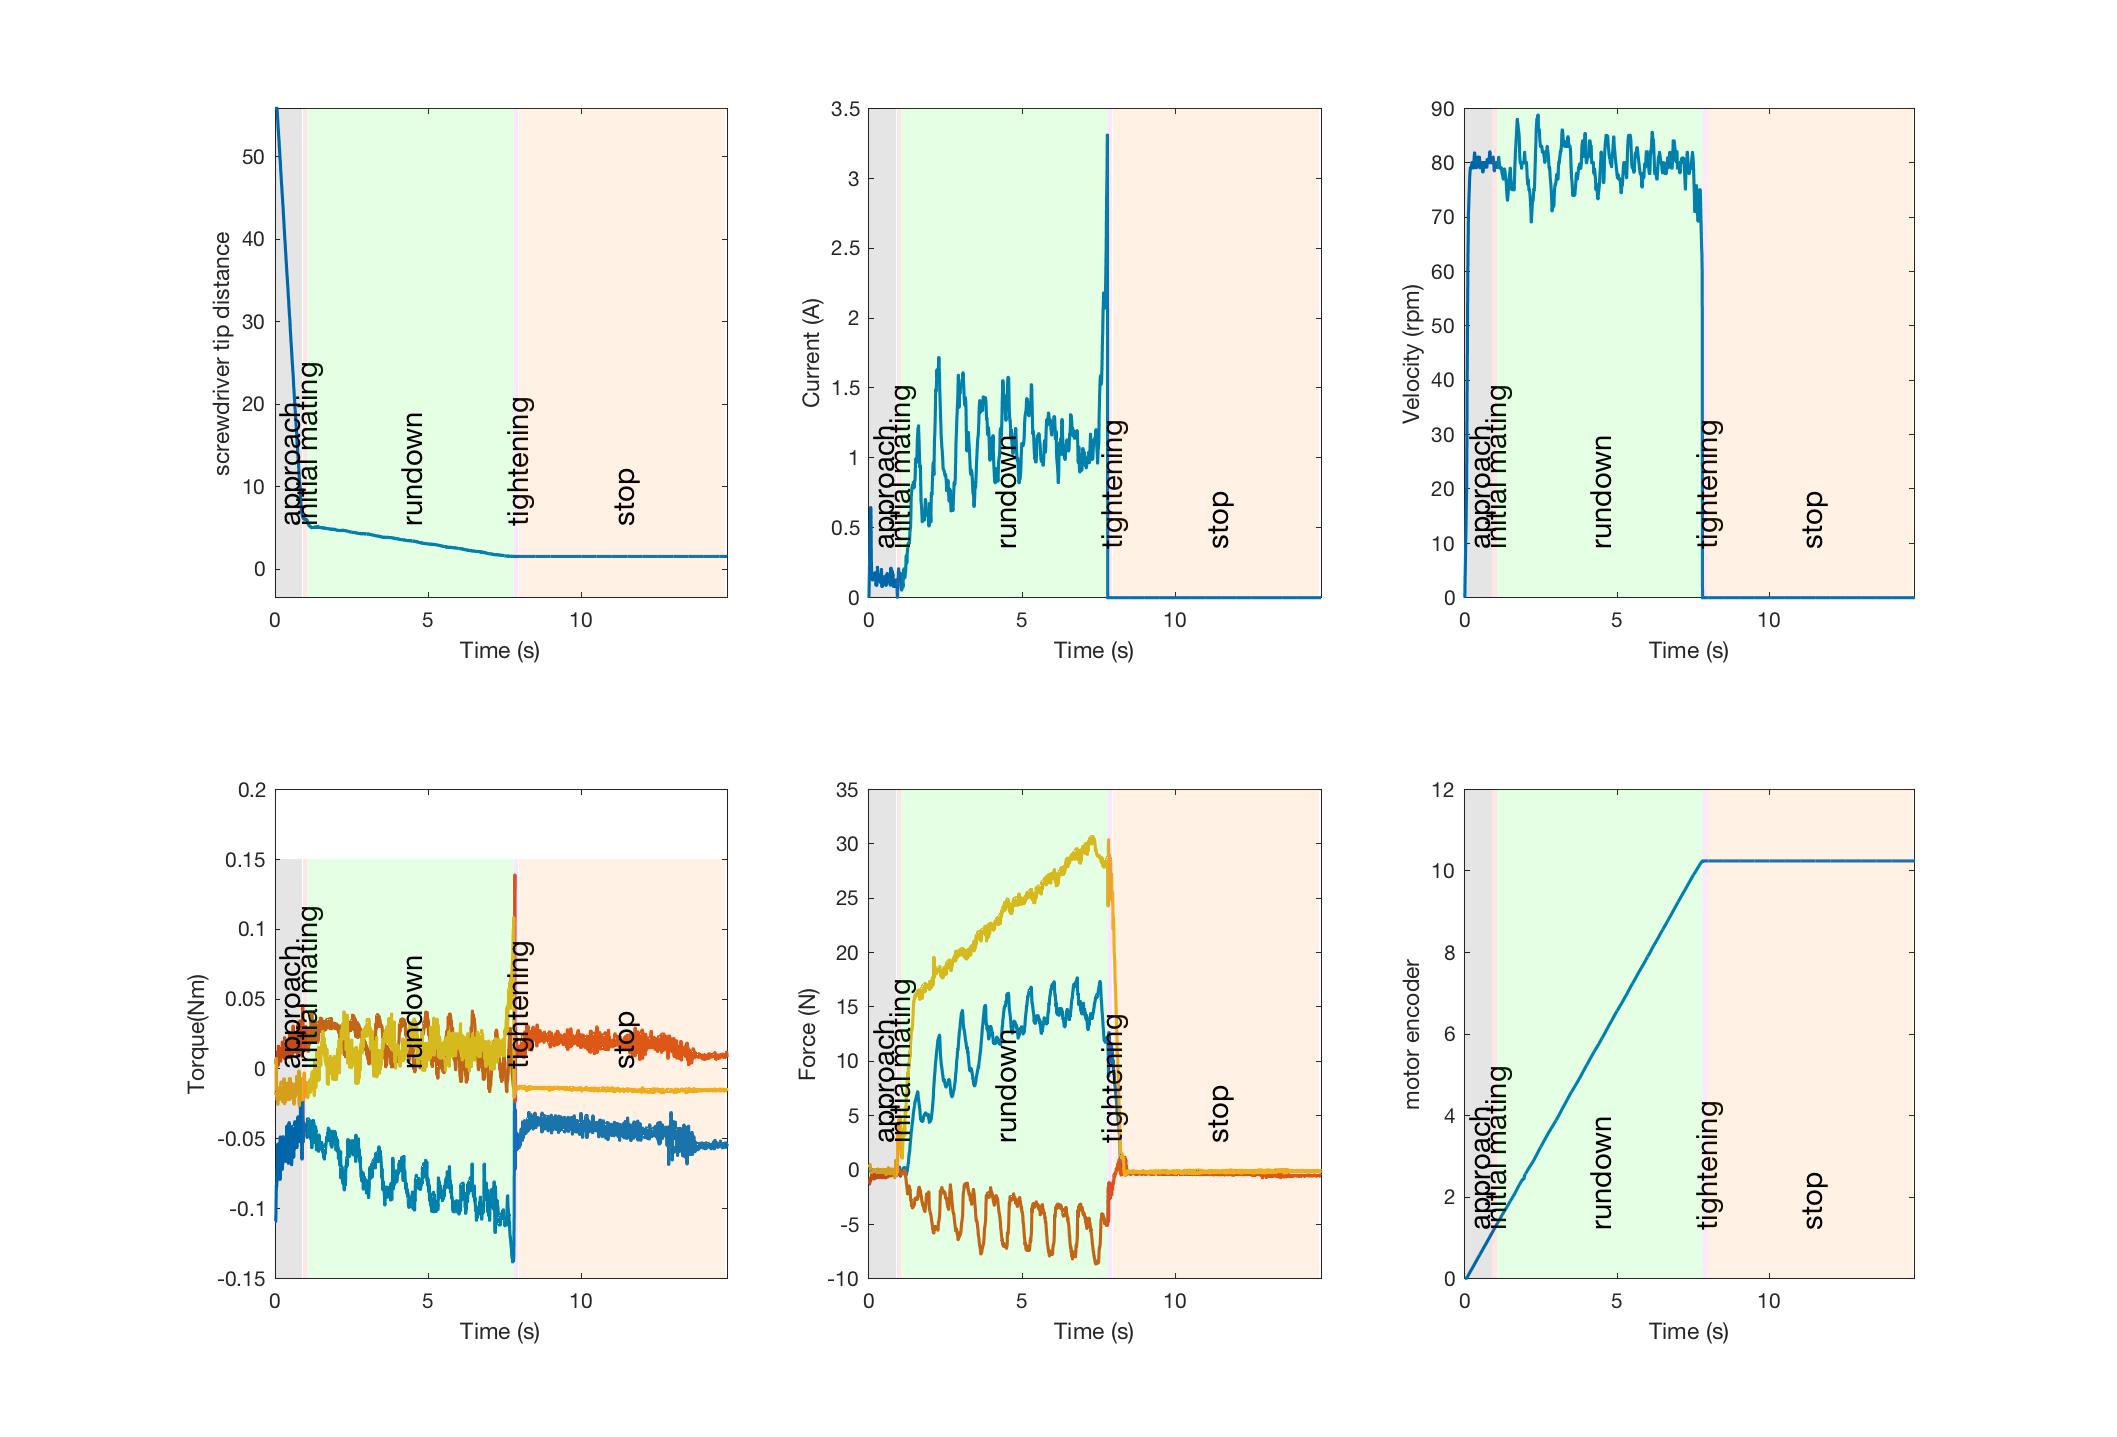 screwdriver tip distance
50
40
30
20
10
0
approach
initial mating
rundown
tightening
stop
0 5 10
Time (s)
Current (A)
3.5
3
2.5
2
1.5
1
0.5
0
approach
initial mating
rundown
tightening
stop
0 5 10
Time (s)
Velocity (rpm)
90
80
70
60
50
40
30
20
10
0
approach
initial mating
rundown
tightening
stop
0 5 10
Time (s)
Torque(Nm)
0.2
0.15
0.1
0.05
0
-0.05
-0.1
-0.15
approach
initial mating
rundown
tightening
stop
0 5 10
Time (s)
Force (N)
35
30
25
20
15
10
5
0
-5
-10
approach
initial mating
rundown
tightening
stop
0 5 10
Time (s)
motor encoder
12
10
8
6
4
2
0
approach
initial mating
rundown
tightening
stop
0 5 10
Time (s)